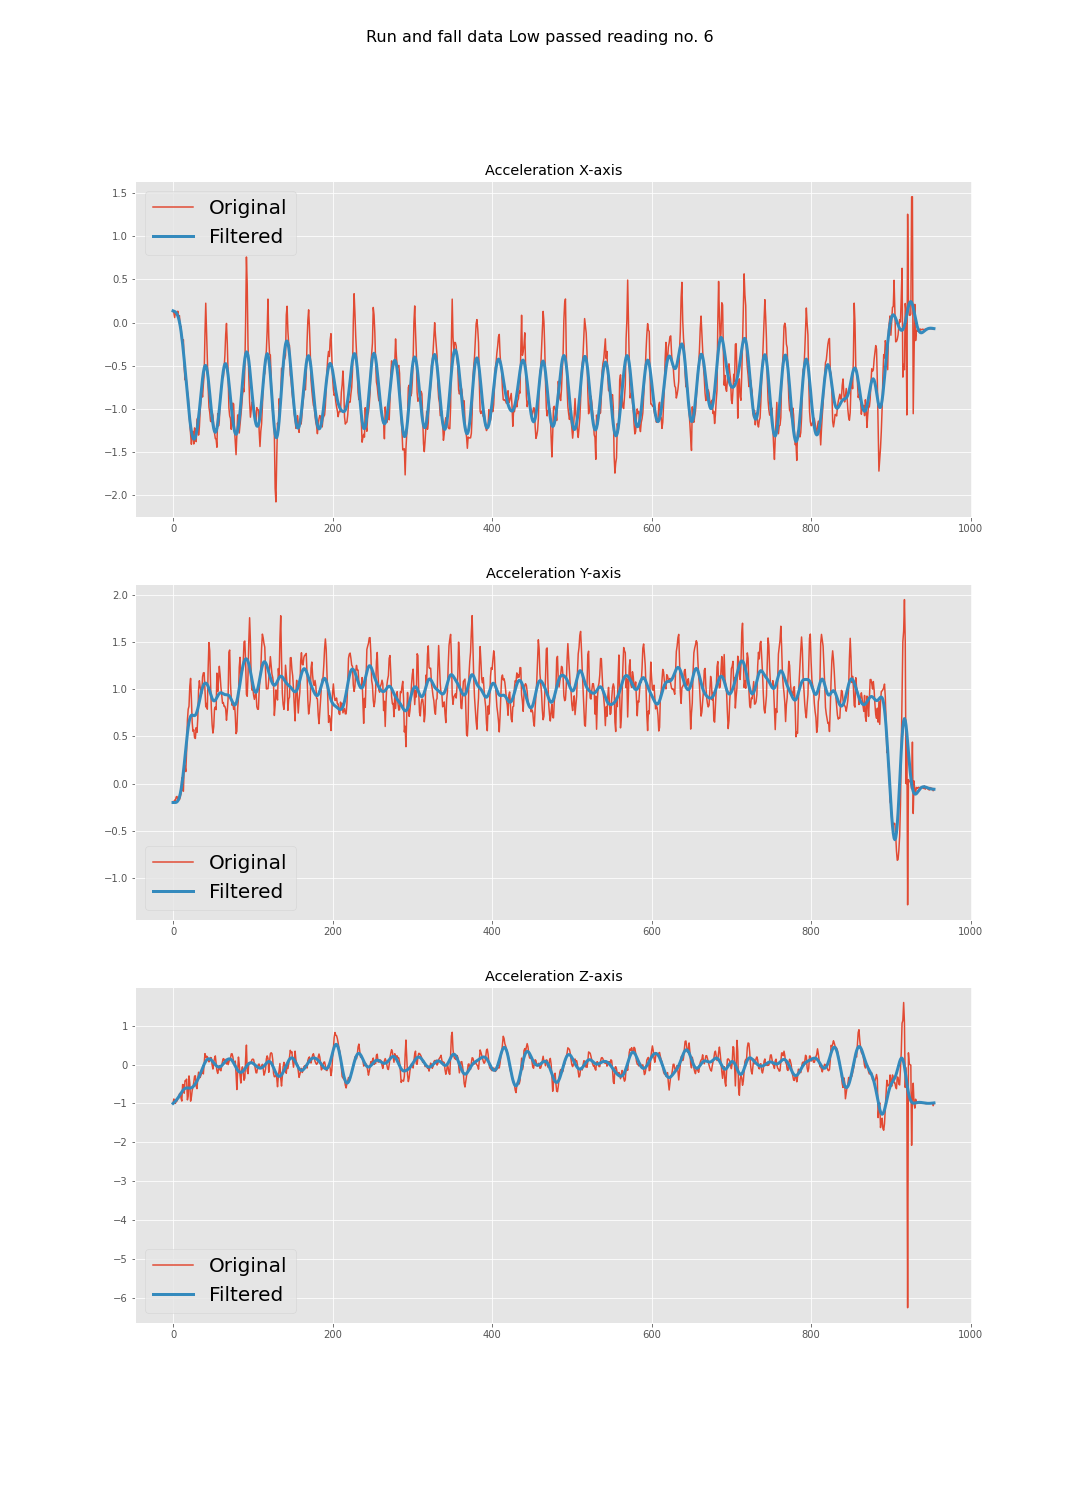 Run and fall data Low passed reading no. 6
Acceleration X-axis
1.5
1.0
0.5
0.0
−0.5
−1.0
−1.5
−2.0
Original
Filtered
0 200 400 600 800 1000
Acceleration Y-axis
2.0
1.5
1.0
0.5
0.0
−0.5
−1.0
Original
Filtered
0 200 400 600 800 1000
Acceleration Z-axis
1
0
−1
−2
−3
−4
−5
−6
Original
Filtered
0 200 400 600 800 1000